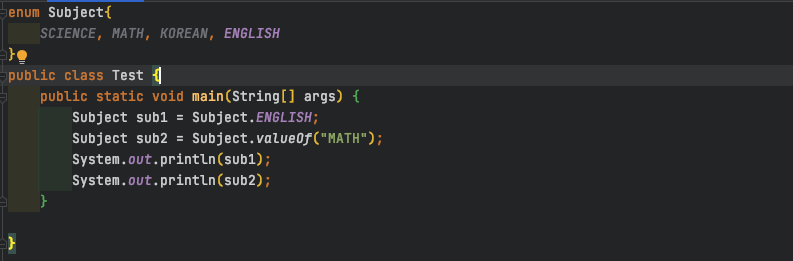 enum Subject{
    SCIENCE, MATH, KOREAN, ENGLISH
}
public class Test {
    public static void main(String[] args) {
        Subject sub1 = Subject.ENGLISH;
        Subject sub2 = Subject.valueOf("MATH");
        System.out.println(sub1);
        System.out.println(sub2);
    }
}